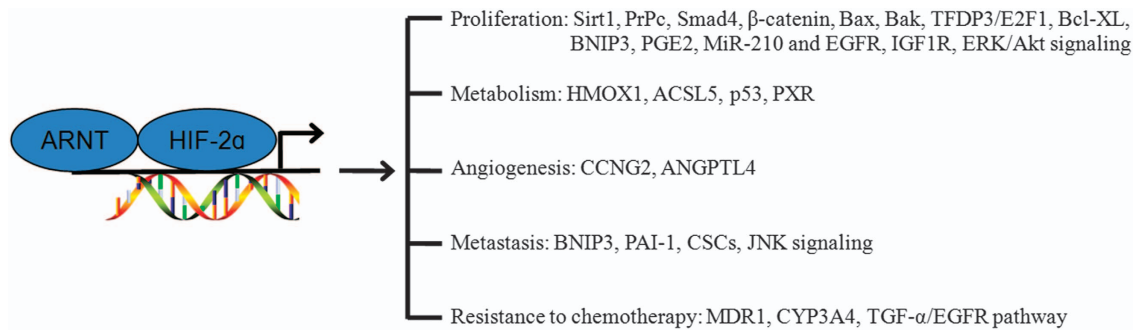 ARNT
HIF-2α
Proliferation: Sirt1, PrPc, Smad4, β-catenin, Bax, Bak, TFDP3/E2F1, Bcl-XL,
BNIP3, PGE2, MiR-210 and EGFR, IGF1R, ERK/Akt signaling
Metabolism: HMOX1, ACSL5, p53, PXR
Angiogenesis: CCNG2, ANGPTL4
Metastasis: BNIP3, PAI-1, CSCs, JNK signaling
Resistance to chemotherapy: MDR1, CYP3A4, TGF-α/EGFR pathway